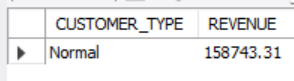 CUSTOMER_TYPE REVENUE
Normal 158743.31